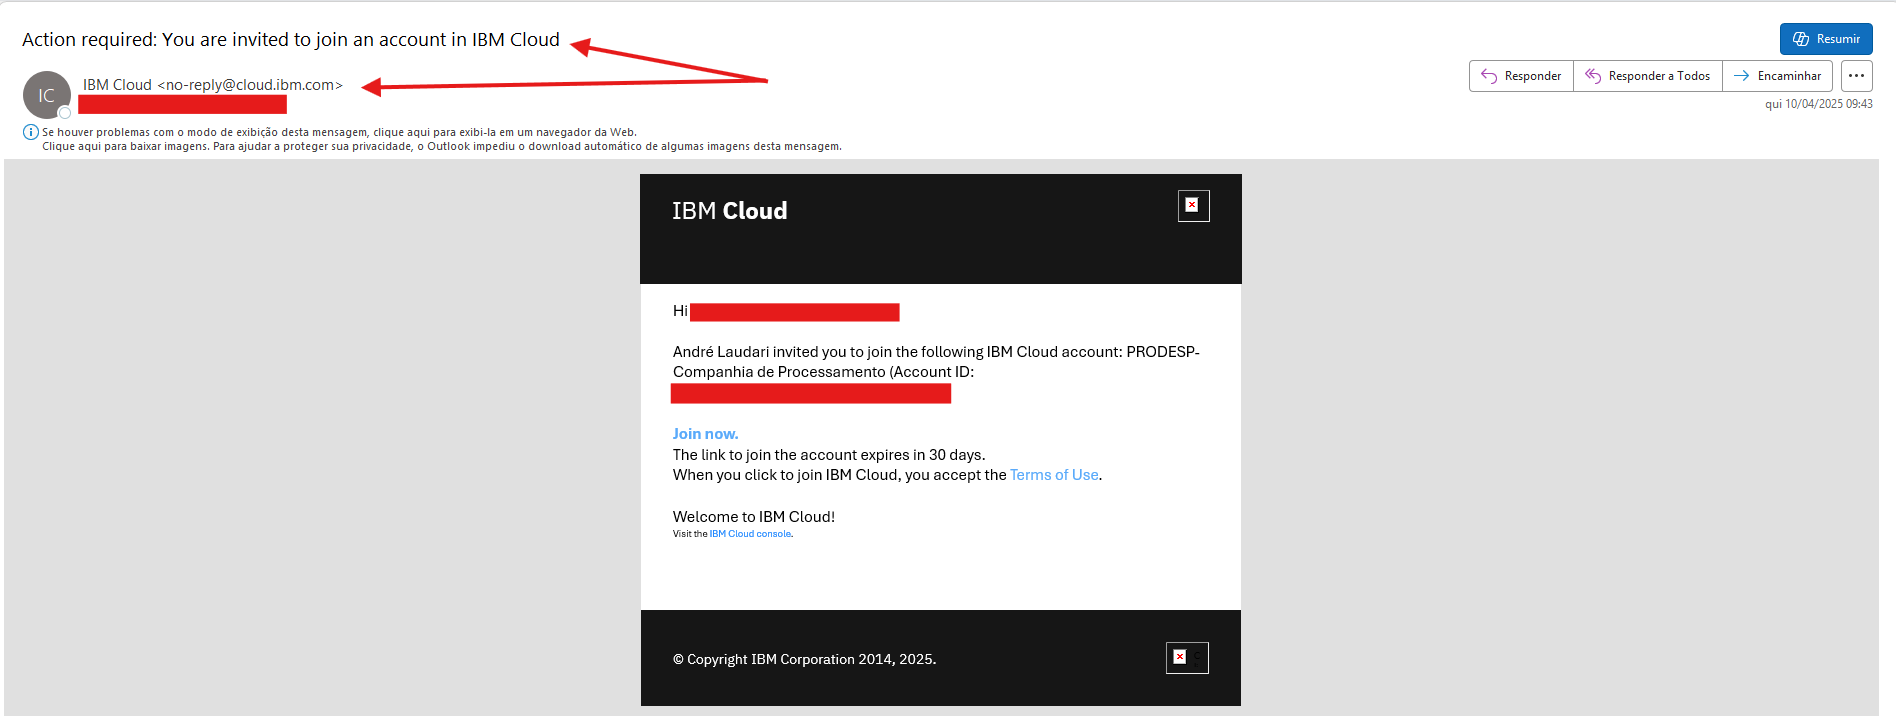 Action required: You are invited to join an account in IBM Cloud
Resumir
IC
IBM Cloud <no-reply@cloud.ibm.com>
Responder
Responder a Todos
Encaminhar
qui 10/04/2025 09:43
Se houver problemas com o modo de exibição desta mensagem, clique aqui para exibi-la em um navegador da Web.
Clique aqui para baixar imagens. Para ajudar a proteger sua privacidade, o Outlook impediu o download automático de algumas imagens desta mensagem.
IBM Cloud
Hi
André Laudari invited you to join the following IBM Cloud account: PRODESP-
Companhia de Processamento (Account ID:
Join now.
The link to join the account expires in 30 days.
When you click to join IBM Cloud, you accept the Terms of Use.
Welcome to IBM Cloud!
Visit the IBM Cloud console.
© Copyright IBM Corporation 2014, 2025.